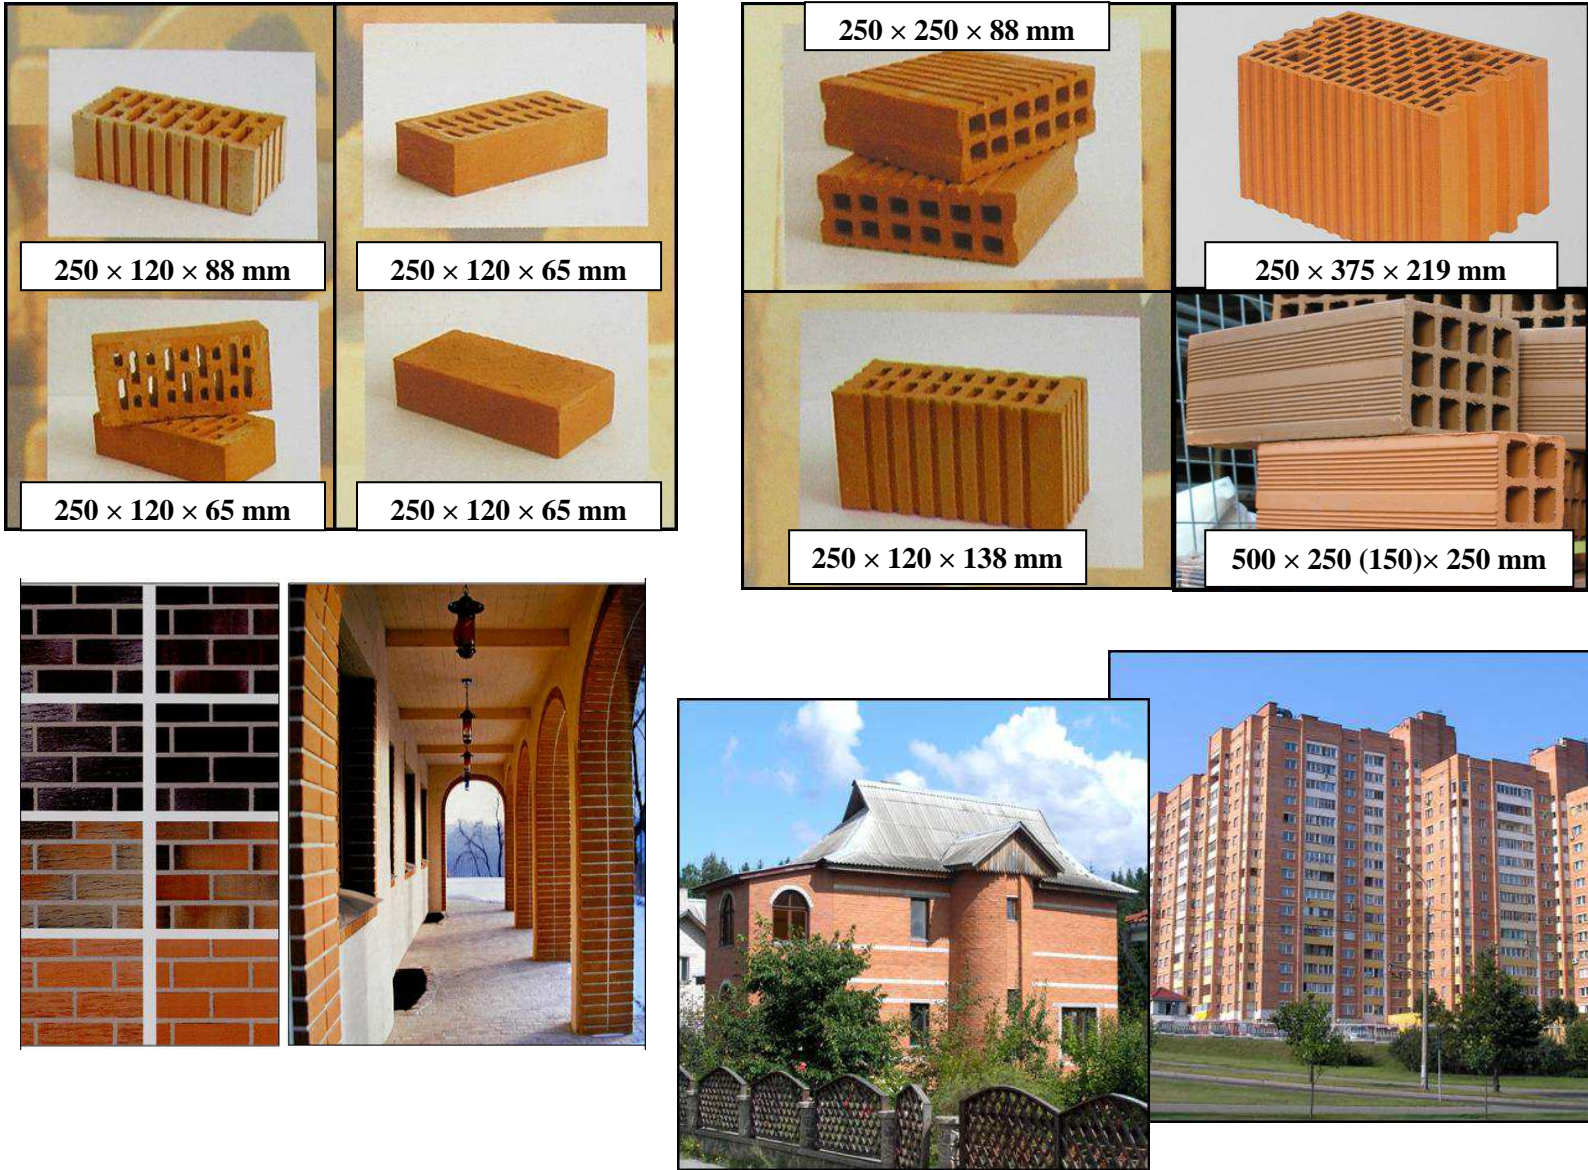 250 × 250 × 88 mm
250 × 120 × 88 mm
250 × 120 × 65 mm
250 × 375 × 219 mm
250 × 120 × 65 mm
250 × 120 × 65 mm
250 × 120 × 138 mm
500 × 250 (150)× 250 mm